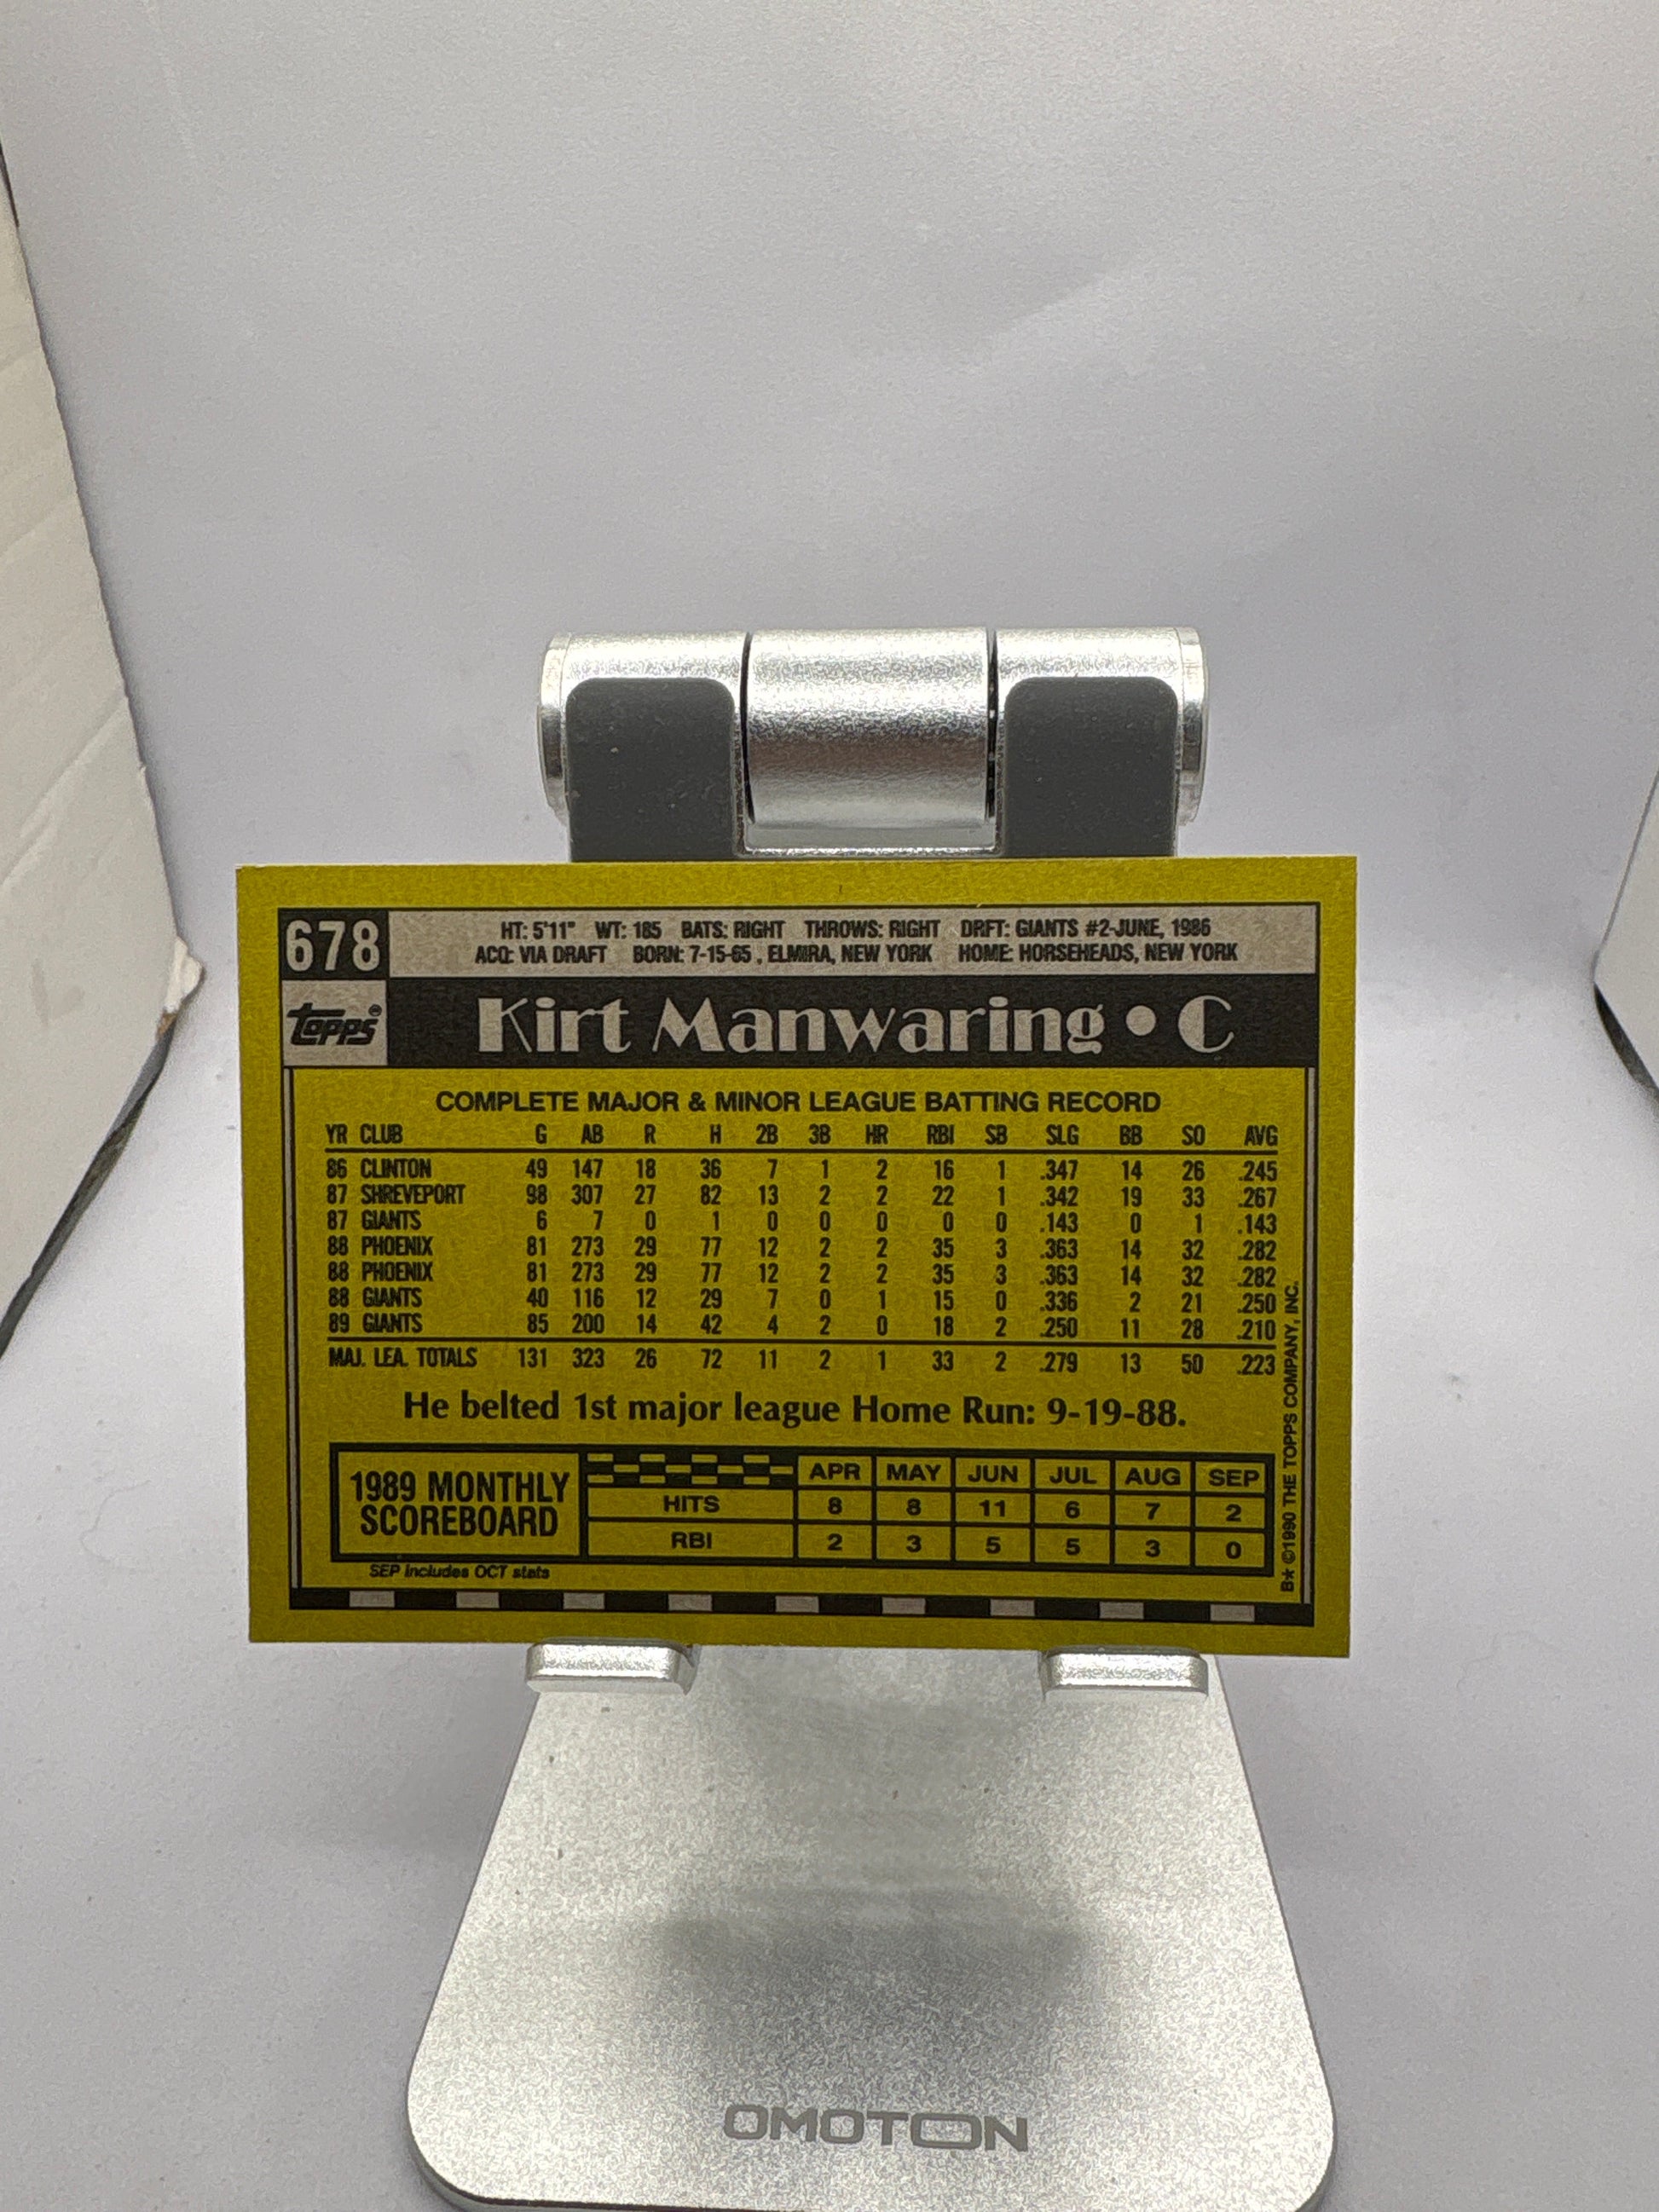 678
HT: 5'11" WT: 185 BATS: RIGHT THROWS: RIGHT DRFT: GIANTS #2-JUNE, 1986
ACQ: VIA DRAFT BORN: 7-15-65 , ELMIRA, NEW YORK HOME: HORSEHEADS, NEW YORK
topps®
Kirt Manwaring • C
COMPLETE MAJOR & MINOR LEAGUE BATTING RECORD
YR CLUB G AB R H 2B 3B HR RBI SB SLG BB SO AVG
86 CLINTON 49 147 18 36 7 1 2 16 1 .347 14 26 .245
87 SHREVEPORT 98 307 27 82 13 2 2 22 1 .342 19 33 .267
87 GIANTS 6 7 0 1 0 0 0 0 0 .143 0 1 .143
88 PHOENIX 81 273 29 77 12 2 2 35 3 .363 14 32 .282
88 PHOENIX 81 273 29 77 12 2 2 35 3 .363 14 32 .282
88 GIANTS 40 116 12 29 7 0 1 15 0 .336 2 21 .250
89 GIANTS 85 200 14 42 4 2 0 18 2 .250 11 28 .210
MAJ. LEA. TOTALS 131 323 26 72 11 2 1 33 2 .279 13 50 .223
He belted 1st major league Home Run: 9-19-88.
1989 MONTHLY
SCOREBOARD
APR MAY JUN JUL AUG SEP
HITS 8 8 11 6 7 2
RBI 2 3 5 5 3 0
SEP includes OCT stats
B* ©1990 THE TOPPS COMPANY, INC.
OMOTON